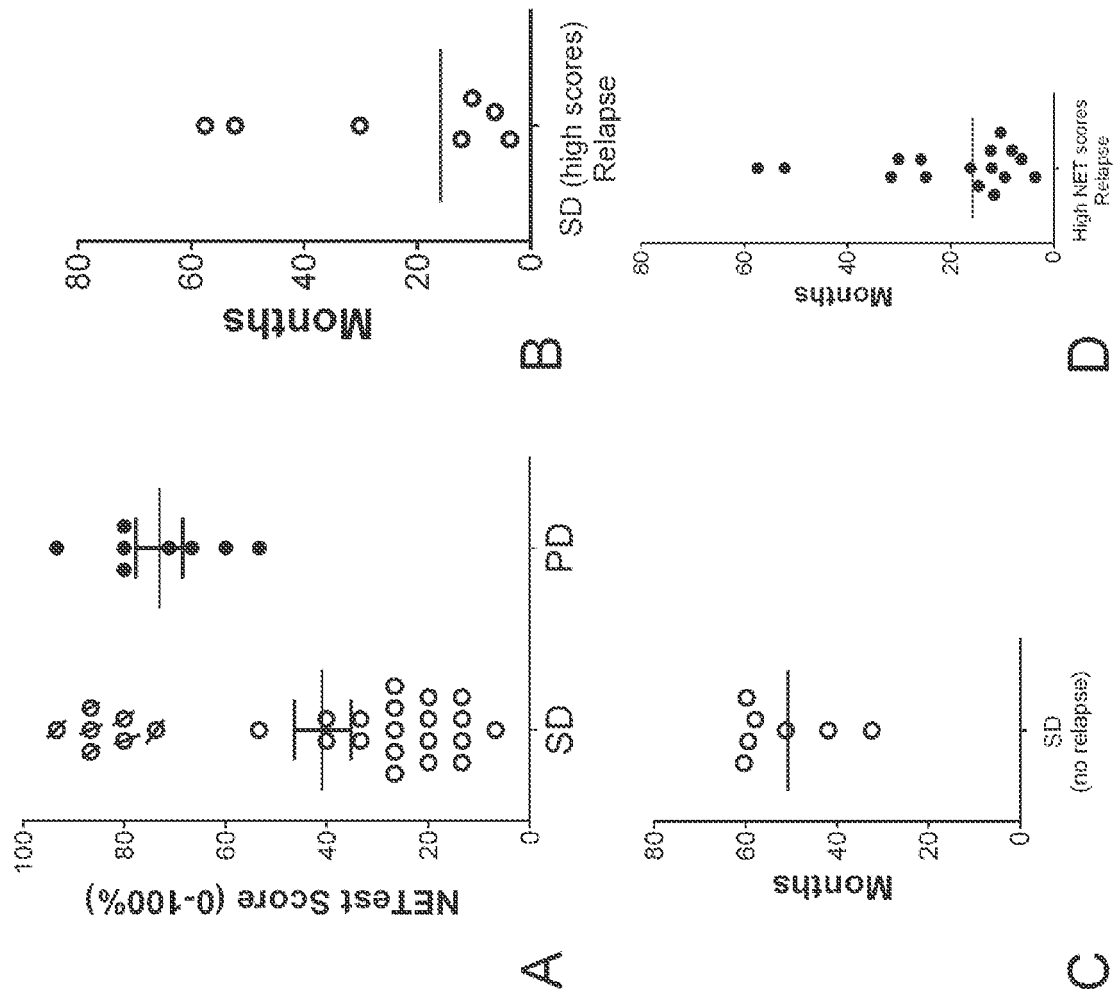 A
NETest Score (0-100%)
100
80
60
40
20
0
SD
PD
B
Months
80
60
40
20
0
SD (high scores)
Relapse
C
Months
80
60
40
20
0
SD
(no relapse)
D
Months
80
60
40
20
0
High NET scores
Relapse